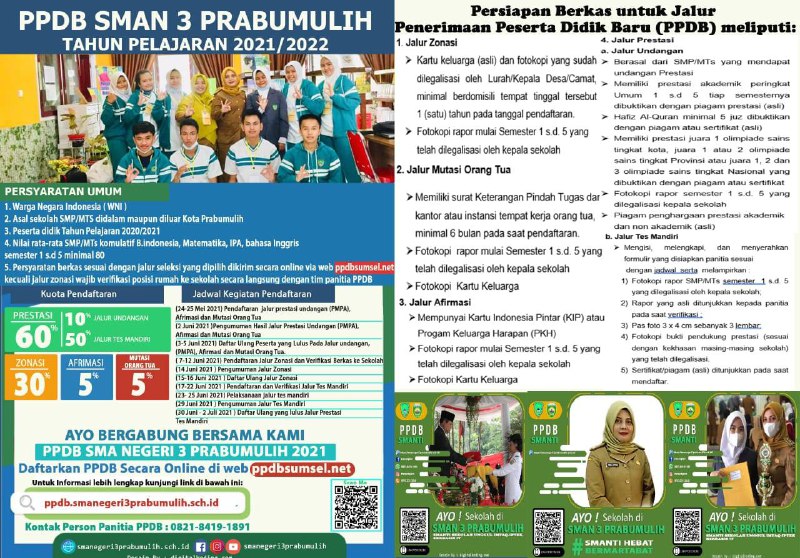 PPDB SMAN 3 PRABUMULIH
TAHUN PELAJARAN 2021/2022
PERSYARATAN UMUM
1. Warga Negara Indonesia ( WNI )
2. Asal sekolah SMP/MTS didalam maupun diluar Kota Prabumulih
3. Peserta didik Tahun Pelajaran 2020/2021
4. Nilai rata-rata SMP/MTs komulatif B.indonesia, Matematika, IPA, bahasa Inggris
semester 1 sd 5 minimal 80
5. Persyaratan berkas sesuai dengan jalur seleksi yang dipilih dikirim secara online via web ppdbsumsel.net
kecuali jalur zonasi wajib verifikasi posisi rumah ke sekolah secara langsung dengan tim panitia PPDB
Kuota Pendaftaran
PRESTASI
60%
10% JALUR UNDANGAN
50% JALUR TES MANDIRI
ZONASI
30%
AFRIMASI
5%
MUTASI
ORANG TUA
5%
Jadwal Kegiatan Pendaftaran
(24-25 Mei 2021) Pendaftaran jalur prestasi undangan (PMPA),
Afrimasi dan Mutasi Orang Tua
(2 Juni 2021 )Pengumuman Hasil Jalur Prestasi Undangan (PMPA),
Afrimasi dan Mutasi Orang Tua.
(3-5 Juni 2021) Daftar Ulang Peserta yang Lulus Pada Jalur undangan,
(PMPA), Afrimasi dan Mutasi Orang Tua.
( 7-12 Juni 2021) Pendaftaran Jalur Zonasi dan Verifikasi Berkas ke Sekolah
(14 Juni 2021 ) Pengumuman Jalur Zonasi
(15-16 Juni 2021 ) Daftar Ulang Jalur Zonasi
(17-22 Juni 2021 ) Pendaftaran dan Verifikasi Jalur Tes Mandiri
(23- 25 Juni 2021) Pelaksanaan jalur tes mandiri
(29 Juni 2021 ) Pengumuman Jalur Tes Mandiri
(30 Juni - 2 Juli 2021 ) Daftar Ulang yang lulus Jalur Prestasi
Tes Mandiri
AYO BERGABUNG BERSAMA KAMI
PPDB SMA NEGERI 3 PRABUMULIH 2021
Daftarkan PPDB Secara Online di web ppdbsumsel.net
Untuk Informasi lebih lengkap kunjungi link di bawah ini:
ppdb.smanegeri3prabumulih.sch.id
Scan Me
Kontak Person Panitia PPDB : 0821-8419-1891
smanegeri3prabumulih.sch.id
smanegeri3prabumulih
Persiapan Berkas untuk Jalur
Penerimaan Peserta Didik Baru (PPDB) meliputi:
1. Jalur Zonasi
Kartu keluarga (asli) dan fotokopi yang sudah
dilegalisasi oleh Lurah/Kepala Desa/Camat,
minimal berdomisili tempat tinggal tersebut
1 (satu) tahun pada tanggal pendaftaran.
Fotokopi rapor mulai Semester 1 s.d. 5 yang
telah dilegalisasi oleh kepala sekolah
2. Jalur Mutasi Orang Tua
Memiliki surat Keterangan Pindah Tugas dar
kantor atau instansi tempat kerja orang tua,
minimal 6 bulan pada saat pendaftaran.
Fotokopi rapor mulai Semester 1 s.d. 5 yang
telah dilegalisasi oleh kepala sekolah
Fotokopi Kartu Keluarga
3. Jalur Afirmasi
Mempunyai Kartu Indonesia Pintar (KIP) atau
Progam Keluarga Harapan (PKH)
Fotokopi rapor mulai Semester 1 s.d. 5 yang
telah dilegalisasi oleh kepala sekolah
Fotokopi Kartu Keluarga
4. Jalur Prestasi
a. Jalur Undangan
Berasal dari SMP/MTs yang mendapat
undangan Prestasi
Memiliki prestasi akademik peringkat
Umum 1 s.d 5 tiap semesternya
dibuktikan dengan piagam prestasi (asli)
Hafiz Al-Quran minimal 5 juz dibuktikan
dengan piagam atau sertifikat (asli)
Memiliki prestasi juara 1 olimpiade sains
tingkat kota, juara 1 atau 2 olimpiade
sains tingkat Provinsi atau juara 1, 2 dan
3 olimpiade sains tingkat Nasional yang
dibuktikan dengan piagam atau sertifikat
Fotokopi rapor semester 1 s.d. 5 yang
dilegalisasi kepala sekolah
Piagam penghargaan prestasi akademik
dan non akademik (asli)
b. Jalur Tes Mandiri
Mengisi, melengkapi, dan menyerahkan
formulir yang disiapkan panitia sesuai
dengan jadwal serta melampirkan :
1) Fotokopi rapor SMP/MTs semester 1 s.d. 5
yang dilegalisasi oleh kepala sekolah;
2) Rapor yang asli ditunjukkan kepada panitia
pada saat verifikasi ;
3) Pas foto 3 x 4 cm sebanyak 3 lembar;
4) Fotokopi bukti pendukung prestasi (sesuai
dengan kekhasan masing-masing sekolah)
yang telah dilegalisasi.
5) Sertifikat/piagam (asli) ditunjukkan pada saat
mendaftar.
PPDB
SMANTI
AYO ! Sekolah di
SMAN 3 PRABUMULIH
PPDB
SMANTI
AYO ! Sekolah di
SMAN 3 PRABUMULIH
#SMANTI HEBAT
BERMARTABAT
PPDB
SMANTI
AYO ! Sekolah di
SMAN 3 PRABUMULIH